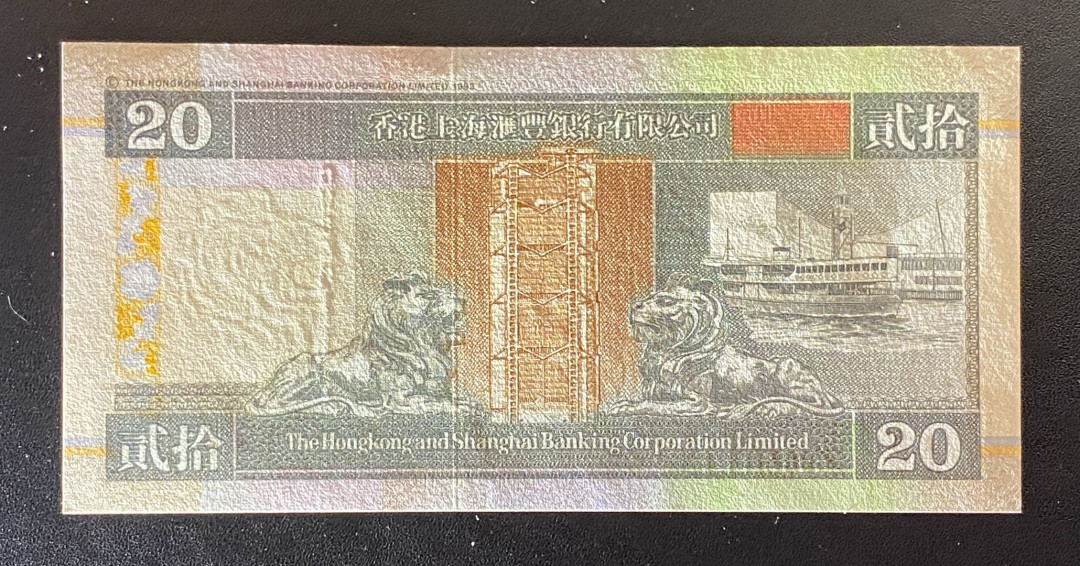 © THE HONGKONG AND SHANGHAI BANKING CORPORATION LIMITED 1993
20 香港上海滙豐銀行有限公司 貳拾
貳拾 The Hongkong and Shanghai Banking Corporation Limited 20